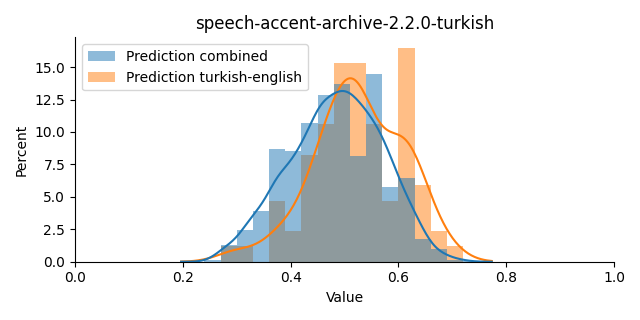 speech-accent-archive-2.2.0-turkish
Prediction combined
Prediction turkish-english
15.0
12.5
10.0
7.5
5.0
2.5
0.0
Percent
0.0 0.2 0.4 0.6 0.8 1.0
Value